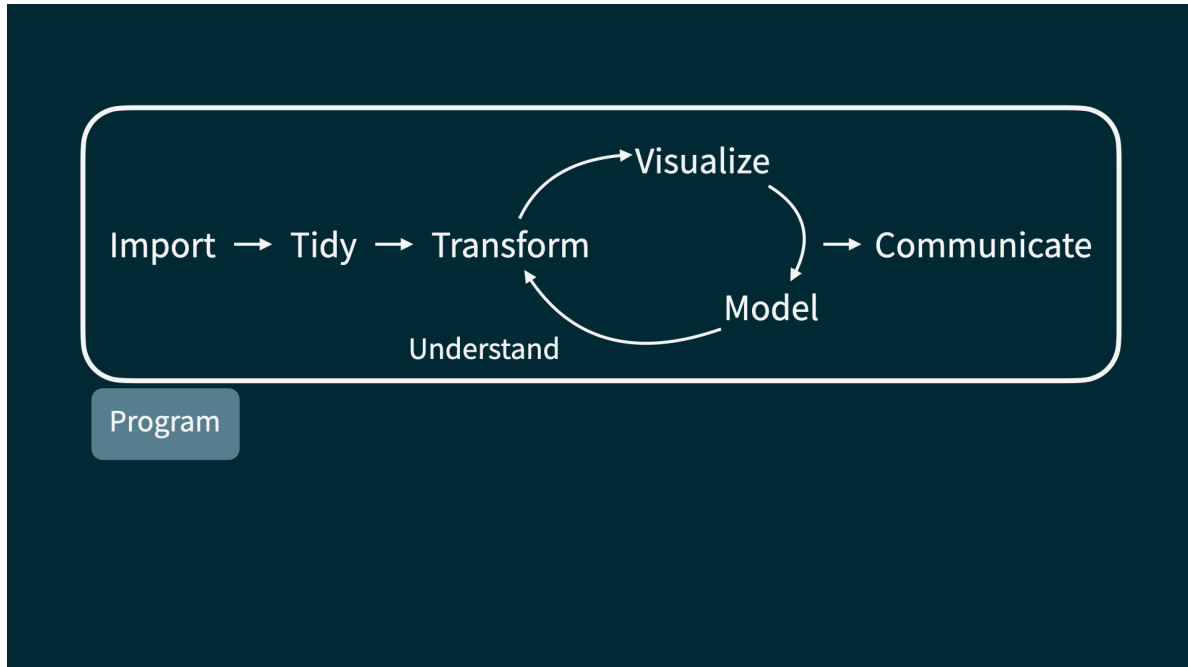 Visualize
Import
Tidy
Transform
Communicate
Model
Understand
Program